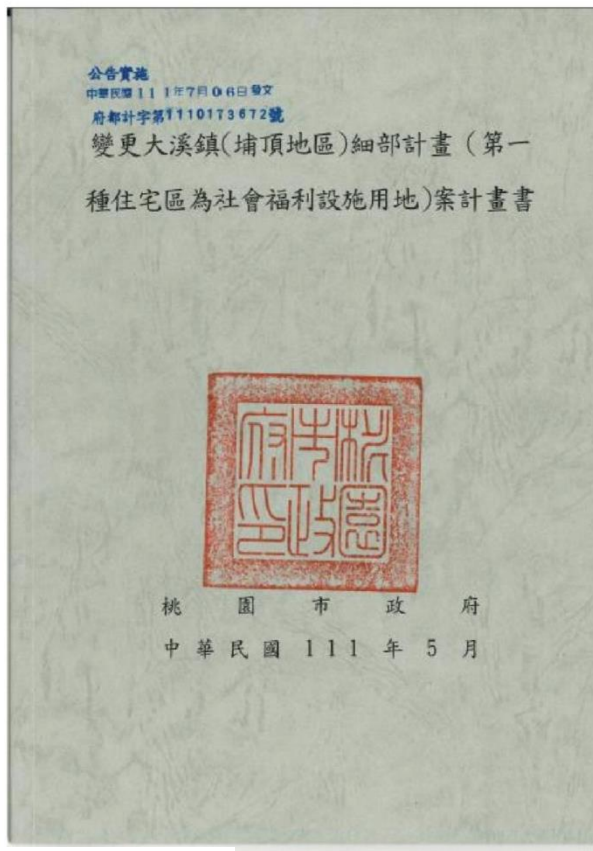 公告實施
中華民國111年7月06日發文
府都計字第1110173672號
變更大溪鎮(埔頂地區)細部計畫(第一
種住宅區為社會福利設施用地)案計畫書
桃園市政府印
桃園市政府
中華民國111年5月